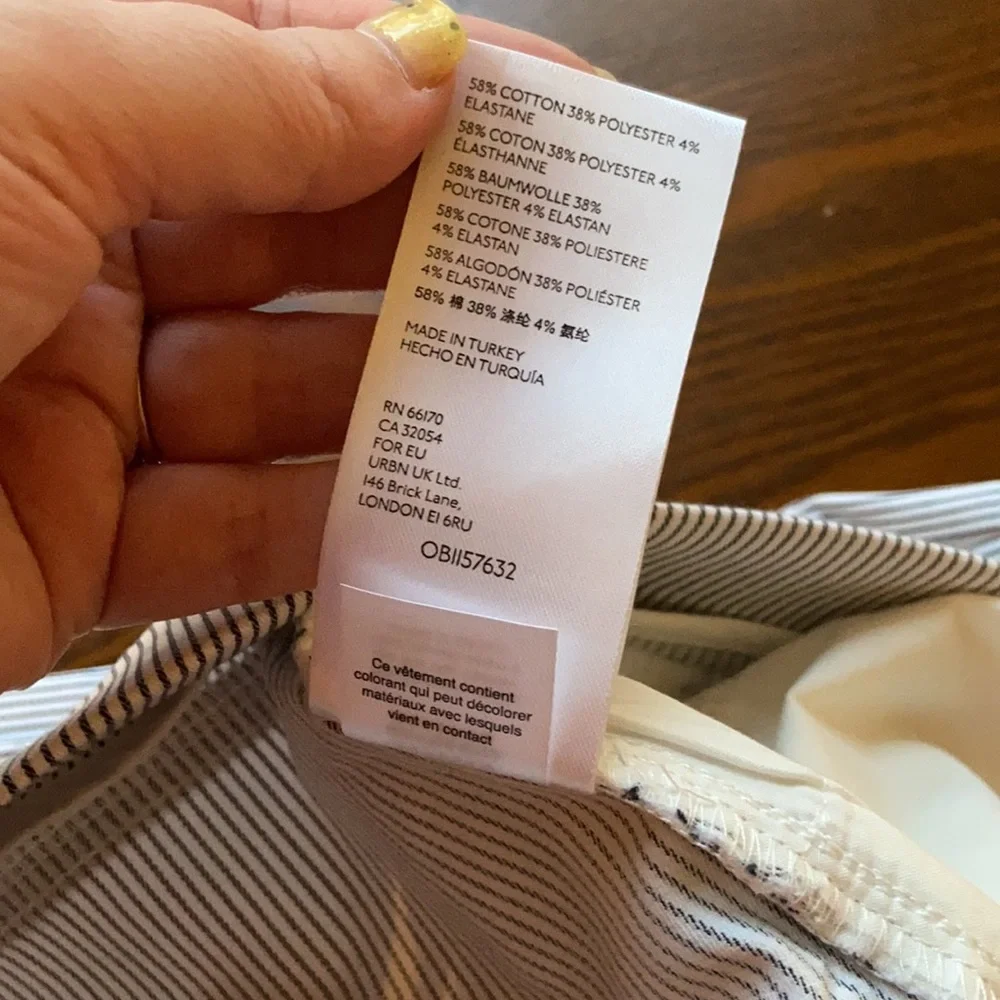 58% COTTON 38% POLYESTER 4%
ELASTANE
58% COTON 38% POLYESTER 4%
ÉLASTHANNE
58% BAUMWOLLE 38%
POLYESTER 4% ELASTAN
58% COTONE 38% POLIESTERE
4% ELASTAN
58% ALGODÓN 38% POLIÉSTER
4% ELASTANE
58% 棉 38% 涤纶 4% 氨纶
MADE IN TURKEY
HECHO EN TURQUÍA
RN 66170
CA 32054
FOR EU
URBN UK Ltd.
146 Brick Lane,
LONDON E1 6RU
OB1157632
Ce vêtement contient
colorant qui peut décolorer
matériaux avec lesquels
vient en contact